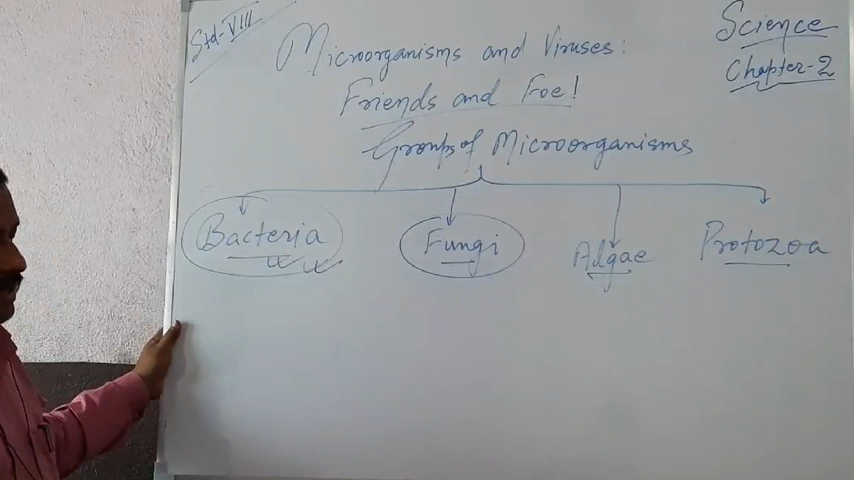 Std-VIII
Science
Chapter-2
Microorganisms and Viruses:
Friends and Foe!
Groups of Microorganisms
Bacteria
Fungi
Algae
Protozoa